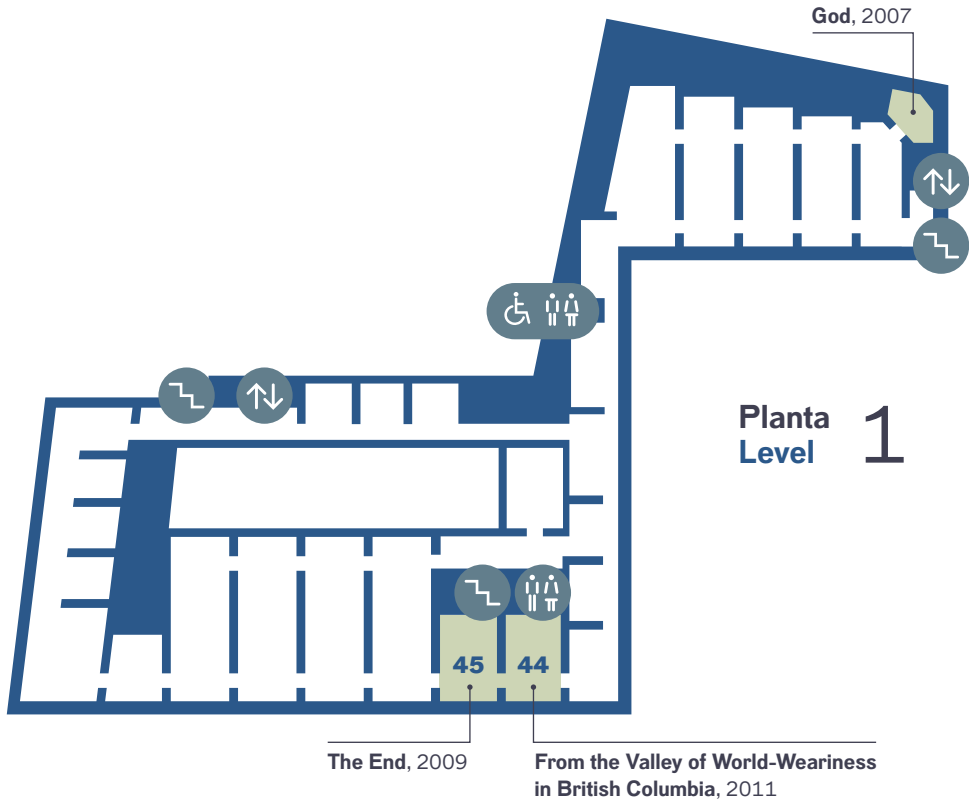 God, 2007
Planta
Level
1
45
44
The End, 2009
From the Valley of World-Weariness
in British Columbia, 2011